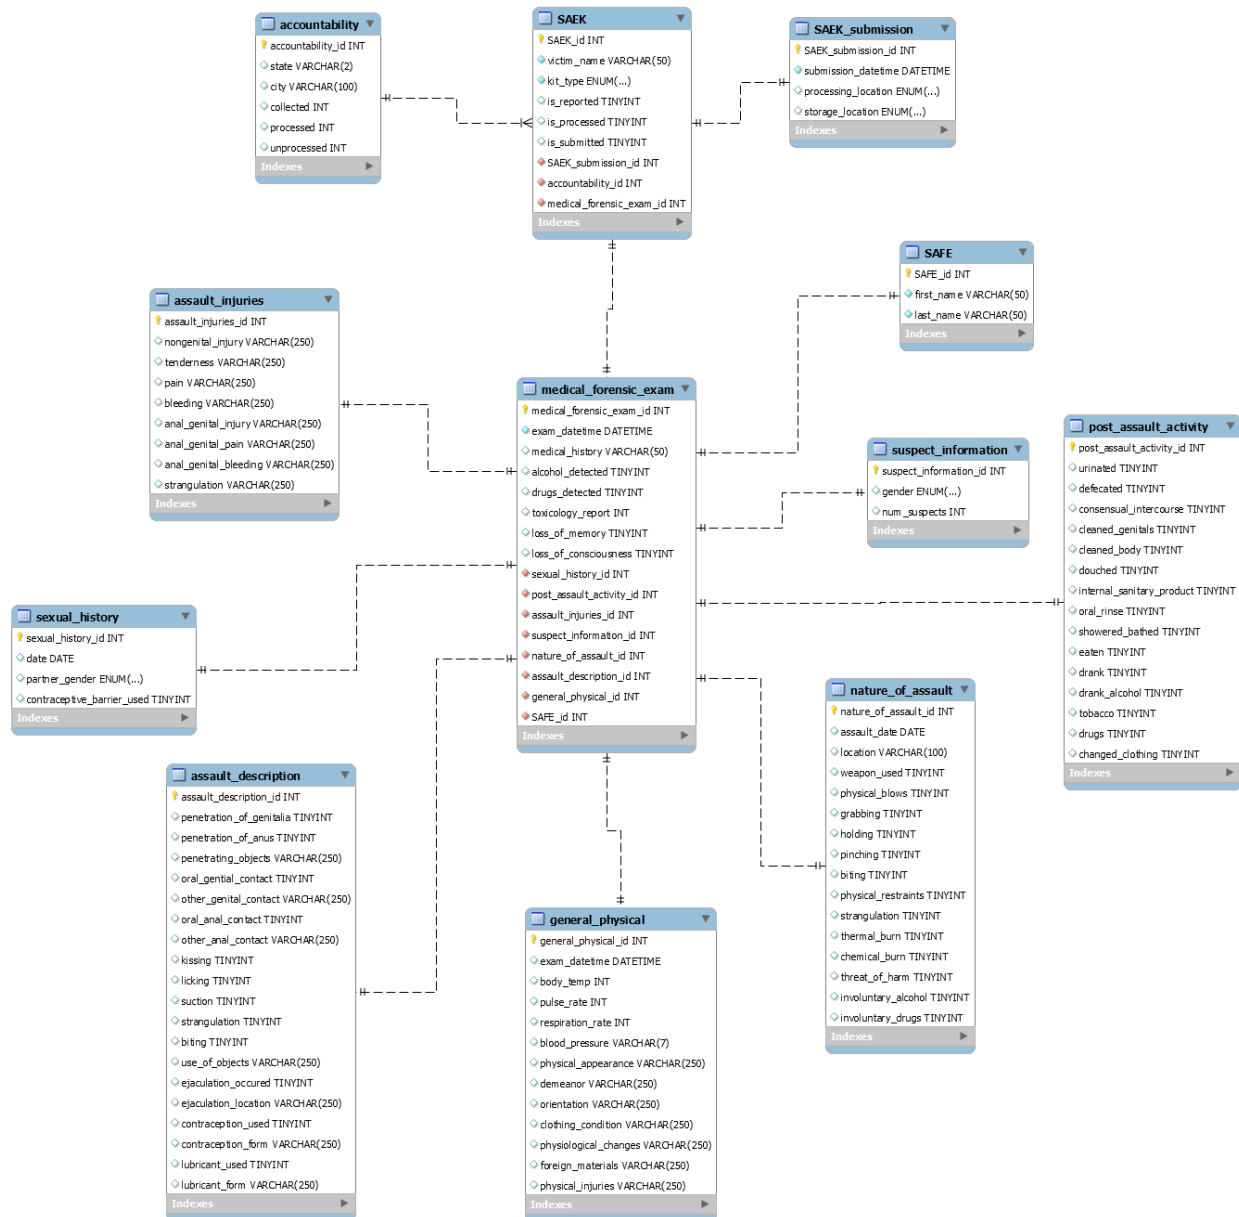 accountability
accountability_id INT
state VARCHAR(2)
city VARCHAR(100)
collected INT
processed INT
unprocessed INT
Indexes
SAEK
SAEK_id INT
victim_name VARCHAR(50)
kit_type ENUM(...)
is_reported TINYINT
is_processed TINYINT
is_submitted TINYINT
SAEK_submission_id INT
accountability_id INT
medical_forensic_exam_id INT
Indexes
SAEK_submission
SAEK_submission_id INT
submission_datetime DATETIME
processing_location ENUM(...)
storage_location ENUM(...)
Indexes
SAFE
SAFE_id INT
first_name VARCHAR(50)
last_name VARCHAR(50)
Indexes
assault_injuries
assault_injuries_id INT
nongenital_injury VARCHAR(250)
tenderness VARCHAR(250)
pain VARCHAR(250)
bleeding VARCHAR(250)
anal_genital_injury VARCHAR(250)
anal_genital_pain VARCHAR(250)
anal_genital_bleeding VARCHAR(250)
strangulation VARCHAR(250)
Indexes
medical_forensic_exam
medical_forensic_exam_id INT
exam_datetime DATETIME
medical_history VARCHAR(50)
alcohol_detected TINYINT
drugs_detected TINYINT
toxicology_report INT
loss_of_memory TINYINT
loss_of_consciousness TINYINT
sexual_history_id INT
post_assault_activity_id INT
assault_injuries_id INT
suspect_information_id INT
nature_of_assault_id INT
assault_description_id INT
general_physical_id INT
SAFE_id INT
Indexes
suspect_information
suspect_information_id INT
gender ENUM(...)
num_suspects INT
Indexes
post_assault_activity
post_assault_activity_id INT
urinated TINYINT
defecated TINYINT
consensual_intercourse TINYINT
cleaned_genitals TINYINT
cleaned_body TINYINT
douched TINYINT
internal_sanitary_product TINYINT
oral_rinse TINYINT
showered_bathed TINYINT
eaten TINYINT
drank TINYINT
drank_alcohol TINYINT
tobacco TINYINT
drugs TINYINT
changed_clothing TINYINT
Indexes
sexual_history
sexual_history_id INT
date DATE
partner_gender ENUM(...)
contraceptive_barrier_used TINYINT
Indexes
nature_of_assault
nature_of_assault_id INT
assault_date DATE
location VARCHAR(100)
weapon_used TINYINT
physical_blows TINYINT
grabbing TINYINT
holding TINYINT
pinching TINYINT
biting TINYINT
physical_restraints TINYINT
strangulation TINYINT
thermal_burn TINYINT
chemical_burn TINYINT
threat_of_harm TINYINT
involuntary_alcohol TINYINT
involuntary_drugs TINYINT
Indexes
assault_description
assault_description_id INT
penetration_of_genitalia TINYINT
penetration_of_anus TINYINT
penetrating_objects VARCHAR(250)
oral_gential_contact TINYINT
other_genital_contact VARCHAR(250)
oral_anal_contact TINYINT
other_anal_contact VARCHAR(250)
kissing TINYINT
licking TINYINT
suction TINYINT
strangulation TINYINT
biting TINYINT
use_of_objects VARCHAR(250)
ejaculation_occured TINYINT
ejaculation_location VARCHAR(250)
contraception_used TINYINT
contraception_form VARCHAR(250)
lubricant_used TINYINT
lubricant_form VARCHAR(250)
Indexes
general_physical
general_physical_id INT
exam_datetime DATETIME
body_temp INT
pulse_rate INT
respiration_rate INT
blood_pressure VARCHAR(7)
physical_appearance VARCHAR(250)
demeanor VARCHAR(250)
orientation VARCHAR(250)
clothing_condition VARCHAR(250)
physiological_changes VARCHAR(250)
foreign_materials VARCHAR(250)
physical_injuries VARCHAR(250)
Indexes